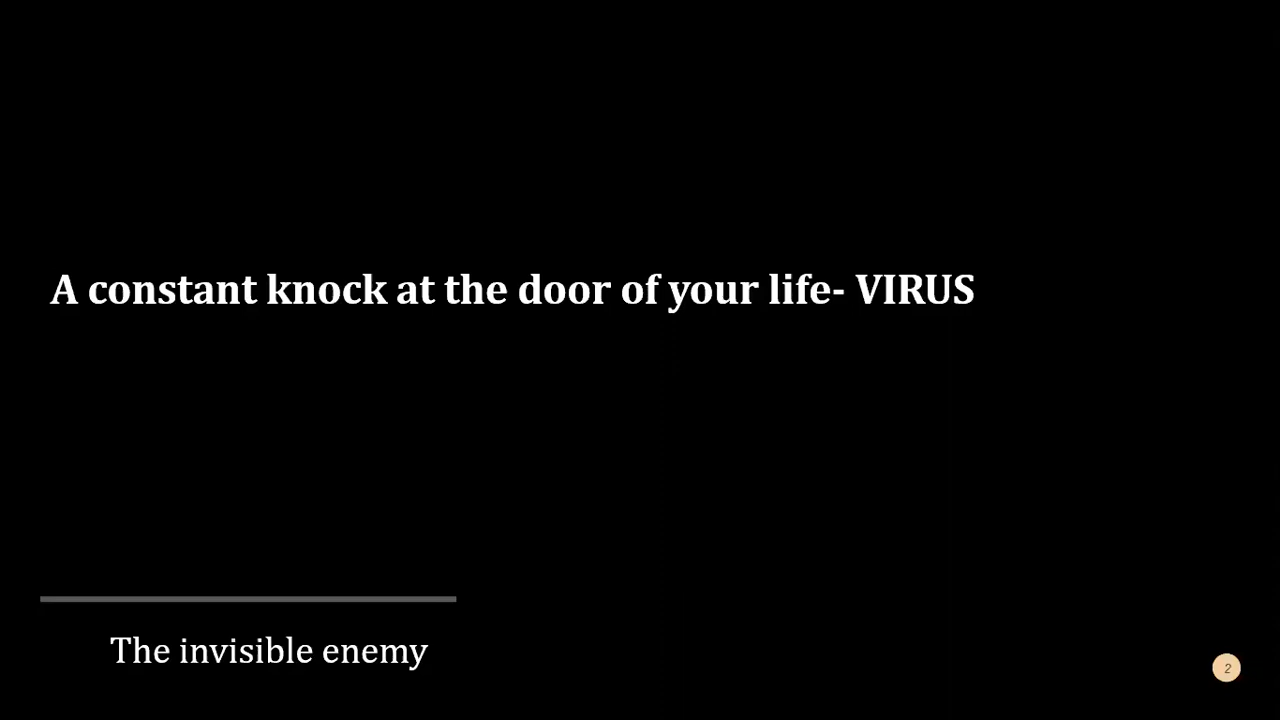 A constant knock at the door of your life- VIRUS
The invisible enemy
2